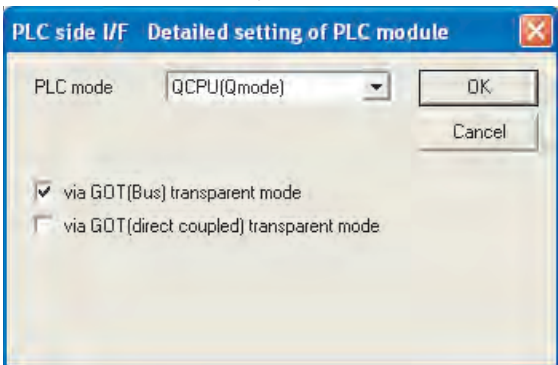 PLC side I/F Detailed setting of PLC module
PLC mode QCPU(Qmode) OK
Cancel
via GOT(Bus) transparent mode
via GOT(direct coupled) transparent mode